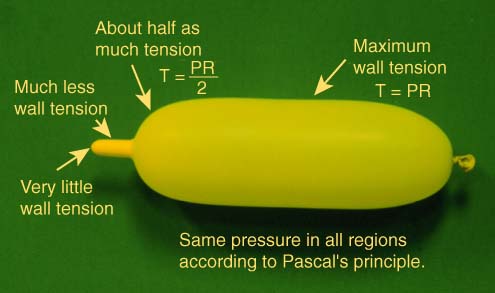 About half as
much tension
T = PR
2
Maximum
wall tension
T = PR
Much less
wall tension
Very little
wall tension
Same pressure in all regions
according to Pascal's principle.